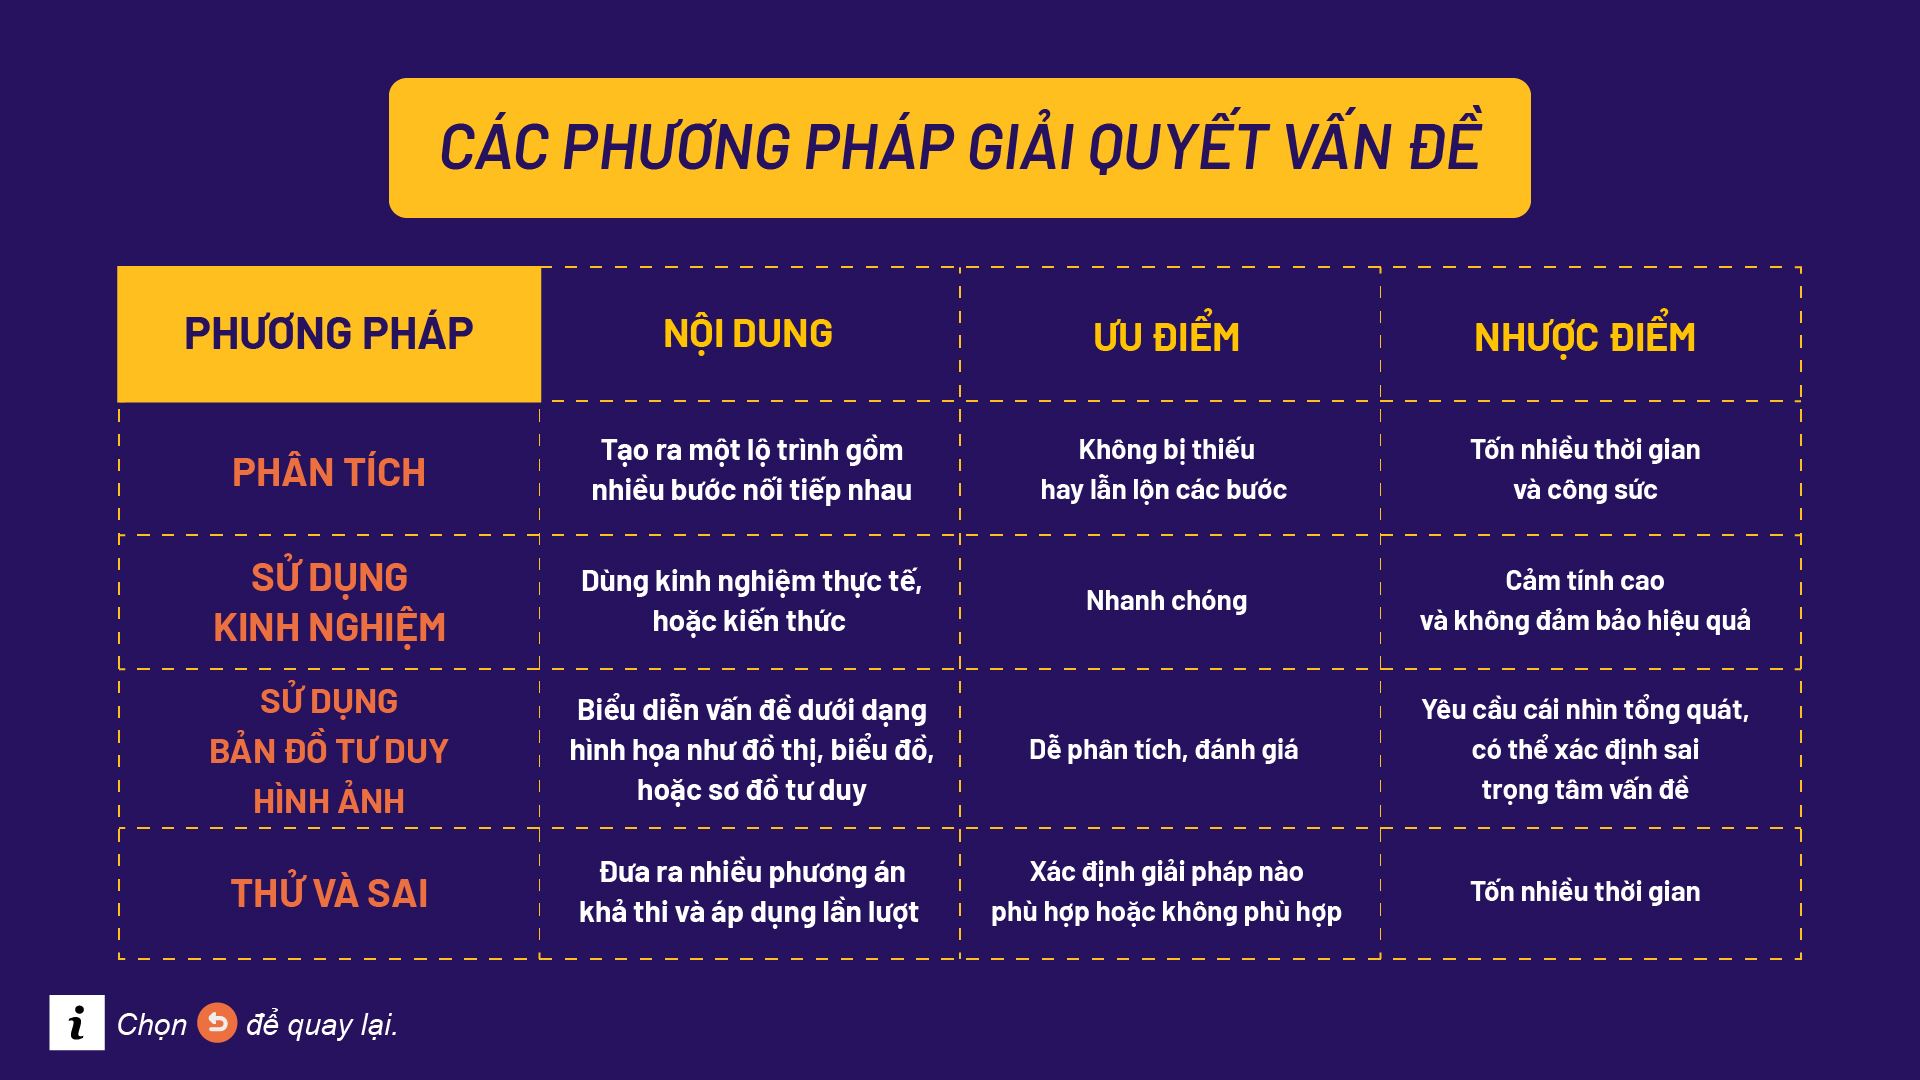 CÁC PHƯƠNG PHÁP GIẢI QUYẾT VẤN ĐỀ
PHƯƠNG PHÁP
NỘI DUNG
ƯU ĐIỂM
NHƯỢC ĐIỂM
PHÂN TÍCH
Tạo ra một lộ trình gồm
nhiều bước nối tiếp nhau
Không bị thiếu
hay lẫn lộn các bước
Tốn nhiều thời gian
và công sức
SỬ DỤNG
KINH NGHIỆM
Dùng kinh nghiệm thực tế,
hoặc kiến thức
Nhanh chóng
Cảm tính cao
và không đảm bảo hiệu quả
SỬ DỤNG
BẢN ĐỒ TƯ DUY
HÌNH ẢNH
Biểu diễn vấn đề dưới dạng
hình họa như đồ thị, biểu đồ,
hoặc sơ đồ tư duy
Dễ phân tích, đánh giá
Yêu cầu cái nhìn tổng quát,
có thể xác định sai
trọng tâm vấn đề
THỬ VÀ SAI
Đưa ra nhiều phương án
khả thi và áp dụng lần lượt
Xác định giải pháp nào
phù hợp hoặc không phù hợp
Tốn nhiều thời gian
i Chọn để quay lại.